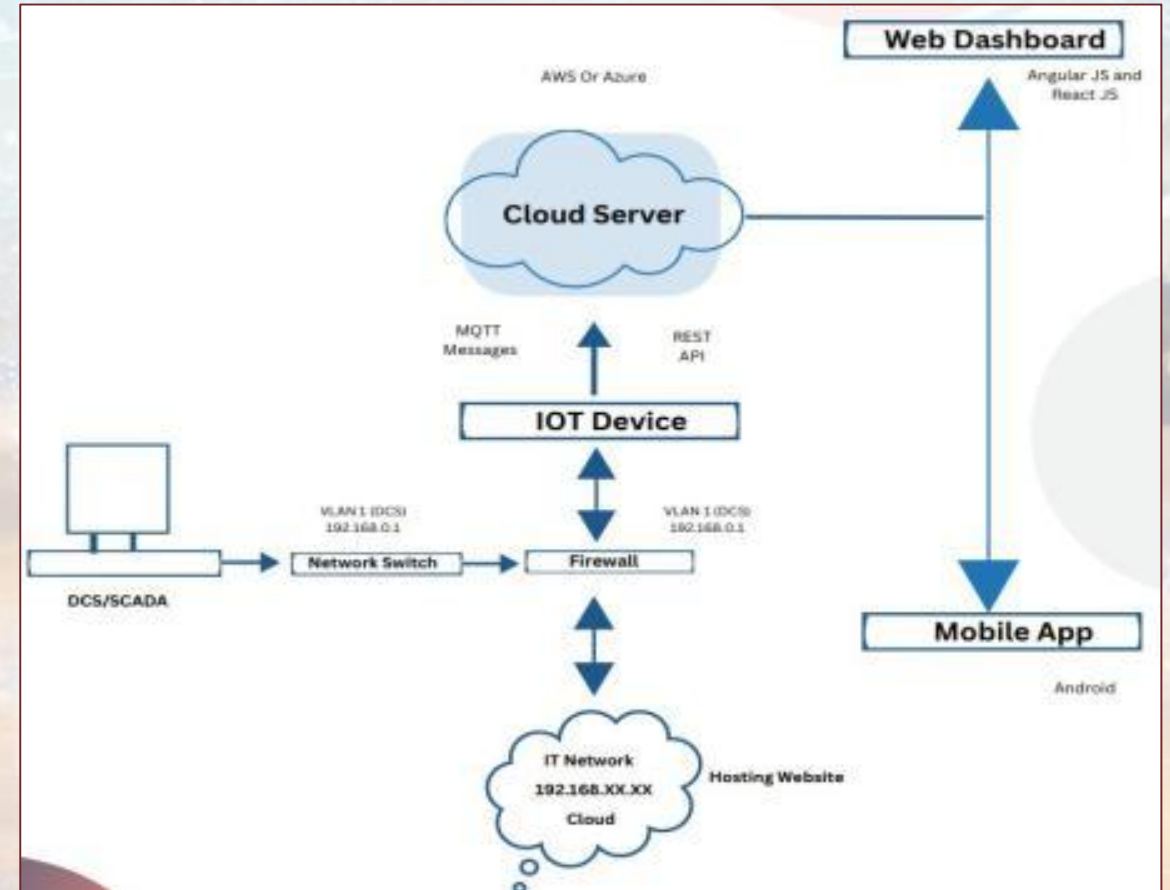 Web Dashboard
AWS Or Azure
Angular JS and
React JS
Cloud Server
MQTT
Messages
REST
API
IOT Device
VLAN 1 (DCS)
192.168.0.1
VLAN 1 (DCS)
192.168.0.1
Network Switch
Firewall
DCS/SCADA
Mobile App
Android
IT Network
192.168.XX.XX
Cloud
Hosting Website